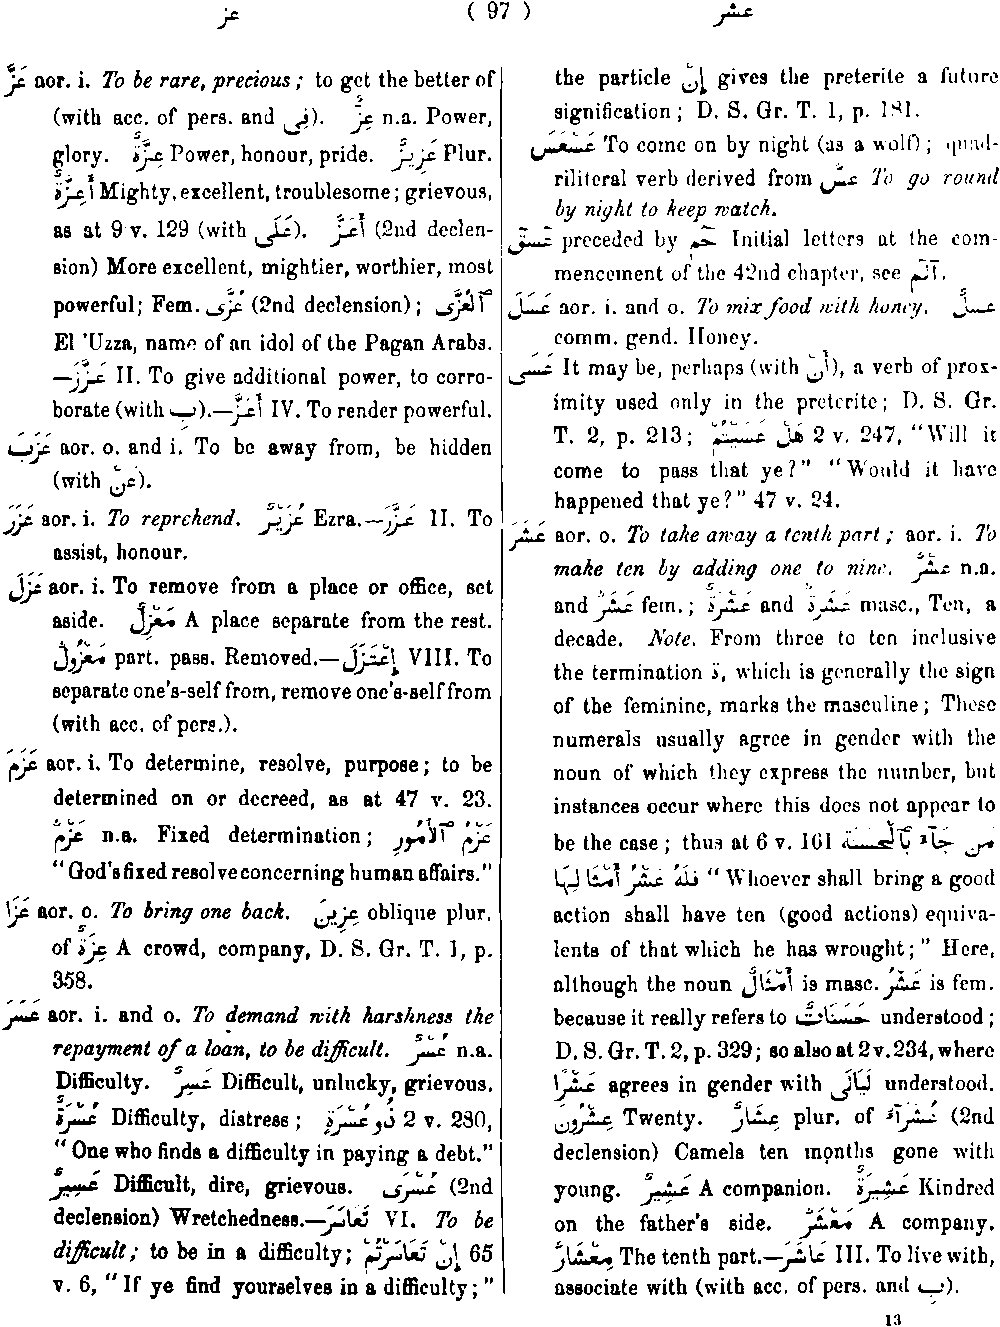 عز ( 97 ) عشر
عَزَّ aor. i. To be rare, precious; to get the better of
(with acc. of pers. and فِى). عِزٌّ n.a. Power,
glory. عِزَّةٌ Power, honour, pride. عَزِيزٌ Plur.
أَعِزَّةٌ Mighty, excellent, troublesome; grievous,
as at 9 v. 129 (with عَلَى). أَعَزُّ (2nd declen-
sion) More excellent, mightier, worthier, most
powerful; Fem. عُزَّى (2nd declension); ٱلْعُزَّى
El 'Uzza, name of an idol of the Pagan Arabs.
—عَزَّزَ II. To give additional power, to corro-
borate (with بِ).—أَعَزَّ IV. To render powerful.
عَزَبَ aor. o. and i. To be away from, be hidden
(with عَنْ).
عَزَرَ aor. i. To reprehend. عُزَيْرٌ Ezra.—عَزَّرَ II. To
assist, honour.
عَزَلَ aor. i. To remove from a place or office, set
aside. مَعْزِلٌ A place separate from the rest.
مَعْزُولٌ part. pass. Removed.—إِعْتَزَلَ VIII. To
separate one's-self from, remove one's-self from
(with acc. of pers.).
عَزَمَ aor. i. To determine, resolve, purpose; to be
determined on or decreed, as at 47 v. 23.
عَزْمٌ n.a. Fixed determination; عَزْمُ ٱلْأُمُورِ
"God's fixed resolve concerning human affairs."
عَزَا aor. o. To bring one back. عِزِينَ oblique plur.
of عِزَةٌ A crowd, company, D. S. Gr. T. 1, p.
358.
عَسَرَ aor. i. and o. To demand with harshness the
repayment of a loan, to be difficult. عُسْرٌ n.a.
Difficulty. عَسِرٌ Difficult, unlucky, grievous.
عُسْرَةٌ Difficulty, distress; ذُو عُسْرَةٍ 2 v. 280,
"One who finds a difficulty in paying a debt."
عَسِيرٌ Difficult, dire, grievous. عُسْرَى (2nd
declension) Wretchedness.—تَعَاسَرَ VI. To be
difficult; to be in a difficulty; إِنْ تَعَاسَرْتُمْ 65
v. 6, "If ye find yourselves in a difficulty;"
the particle إِنْ gives the preterite a future
signification; D. S. Gr. T. 1, p. 181.
عَسْعَسَ To come on by night (as a wolf); quad-
riliteral verb derived from عَسَّ To go round
by night to keep watch.
عٓسٓقٓ preceded by حٰمٓ Initial letters at the com-
mencement of the 42nd chapter, see آلٓمٓ.
عَسَلَ aor. i. and o. To mix food with honey. عَسَلٌ
comm. gend. Honey.
عَسَى It may be, perhaps (with أَنْ), a verb of prox-
imity used only in the preterite; D. S. Gr.
T. 2, p. 213; هَلْ عَسَيْتُمْ 2 v. 247, "Will it
come to pass that ye?" "Would it have
happened that ye?" 47 v. 24.
عَشَرَ aor. o. To take away a tenth part; aor. i. To
make ten by adding one to nine. عَشْرٌ n.a.
and عَشْرٌ fem.; عَشْرَةٌ and عَشَرَةٌ masc., Ten, a
decade. Note. From three to ten inclusive
the termination ةٌ, which is generally the sign
of the feminine, marks the masculine; These
numerals usually agree in gender with the
noun of which they express the number, but
instances occur where this does not appear to
be the case; thus at 6 v. 161 مَن جَآءَ بِٱلْحَسَنَةِ
فَلَهُ عَشْرُ أَمْثَالِهَا "Whoever shall bring a good
action shall have ten (good actions) equiva-
lents of that which he has wrought;" Here,
although the noun أَمْثَالٌ is masc. عَشْرُ is fem.
because it really refers to حَسَنَاتٌ understood;
D. S. Gr. T. 2, p. 329; so also at 2 v. 234, where
عَشْرًا agrees in gender with لَيَالِى understood.
عِشْرُونَ Twenty. عِشَارٌ plur. of عُشَرَآءُ (2nd
declension) Camels ten months gone with
young. عَشِيرٌ A companion. عَشِيرَةٌ Kindred
on the father's side. مَعْشَرٌ A company.
مِعْشَارٌ The tenth part.—عَاشَرَ III. To live with,
associate with (with acc. of pers. and بِ).
13